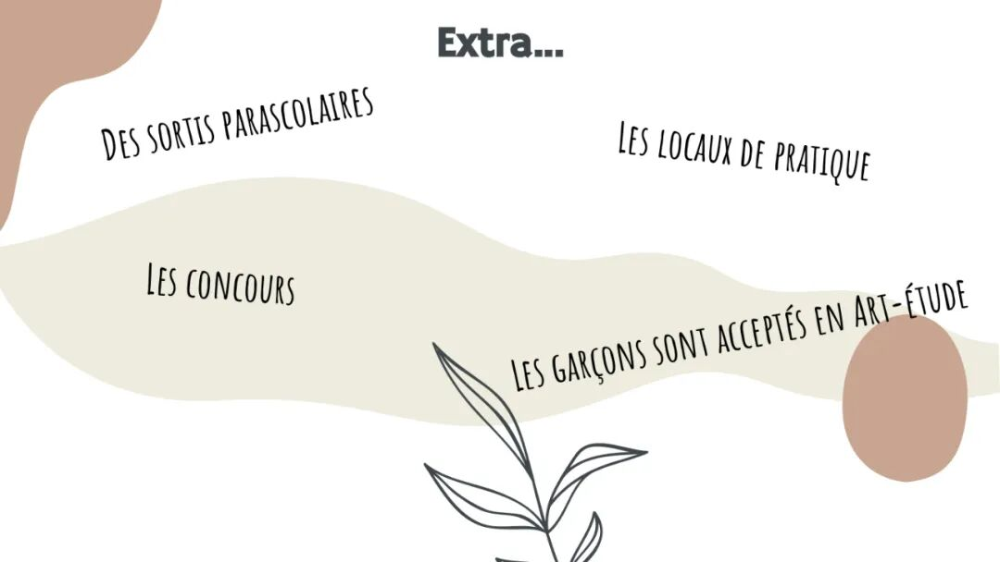 Extra...
Des sortis parascolaires
Les locaux de pratique
Les concours
Les garçons sont acceptés en Art-étude